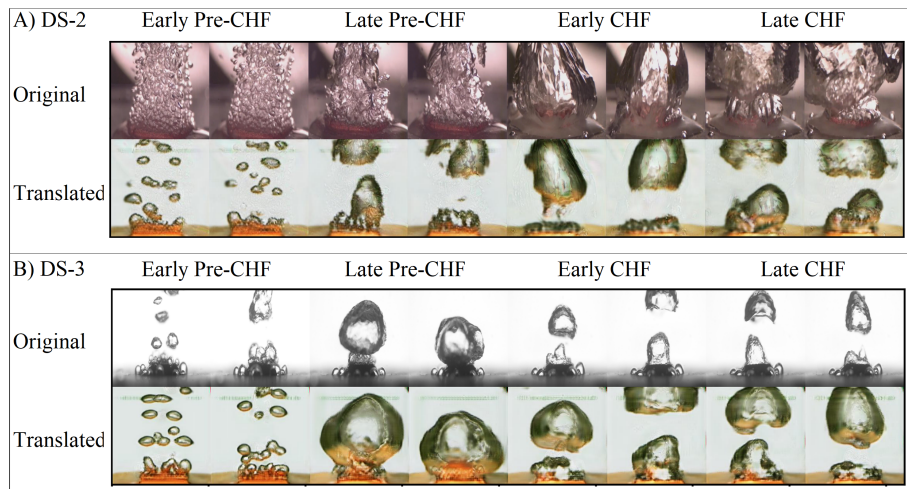 A) DS-2
Early Pre-CHF Late Pre-CHF Early CHF Late CHF
Original
Translated
B) DS-3
Early Pre-CHF Late Pre-CHF Early CHF Late CHF
Original
Translated